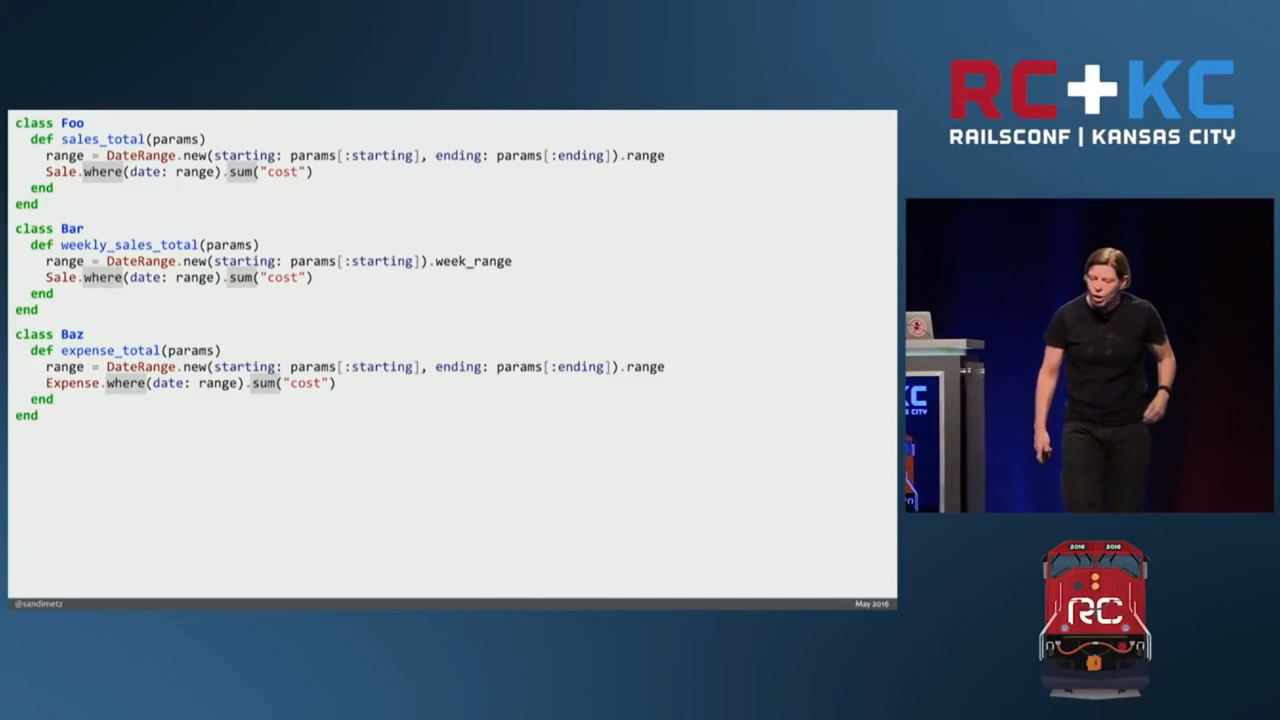 RC+KC
RAILSCONF | KANSAS CITY
class Foo
  def sales_total(params)
    range = DateRange.new(starting: params[:starting], ending: params[:ending]).range
    Sale.where(date: range).sum("cost")
  end
end
class Bar
  def weekly_sales_total(params)
    range = DateRange.new(starting: params[:starting]).week_range
    Sale.where(date: range).sum("cost")
  end
end
class Baz
  def expense_total(params)
    range = DateRange.new(starting: params[:starting], ending: params[:ending]).range
    Expense.where(date: range).sum("cost")
  end
end
@sandimetz
May 2016
KC
CITY
2016 2016
RC